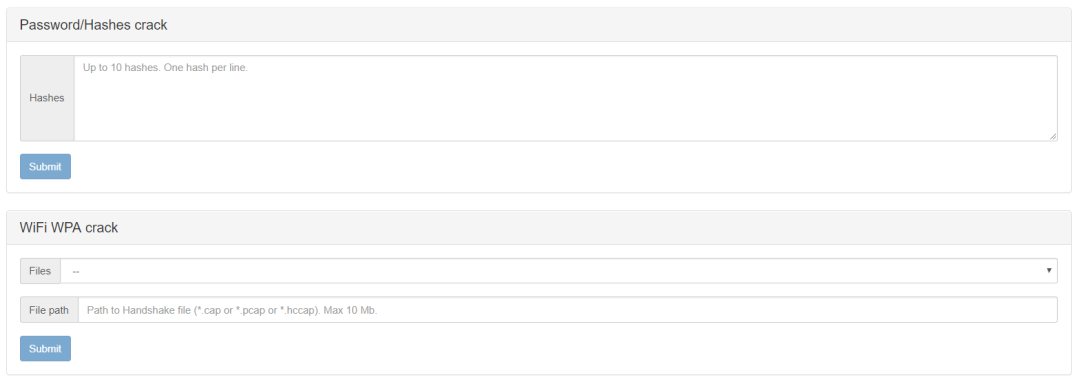 Password/Hashes crack
Up to 10 hashes. One hash per line.
Hashes
Submit
WiFi WPA crack
Files
--
File path
Path to Handshake file (*.cap or *.pcap or *.hccap). Max 10 Mb.
Submit